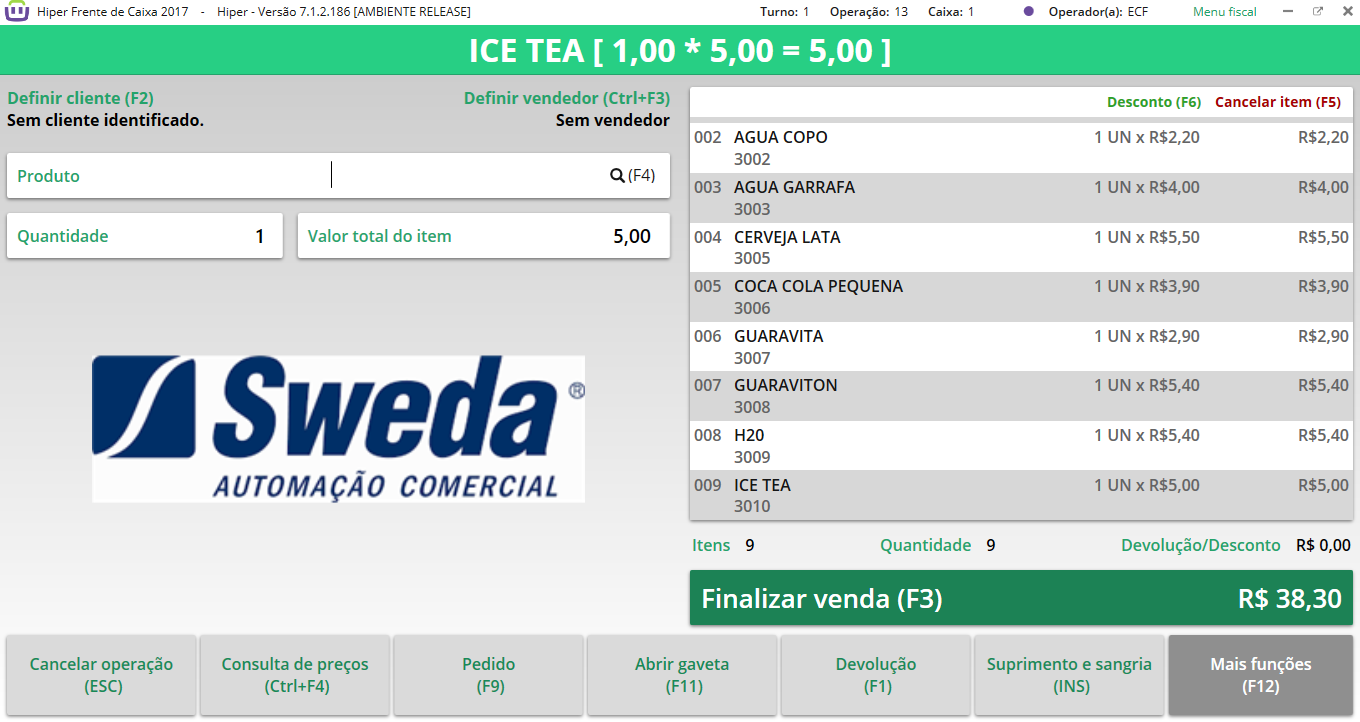 Hiper Frente de Caixa 2017 - Hiper - Versão 7.1.2.186 [AMBIENTE RELEASE] Turno: 1 Operação: 13 Caixa: 1 Operador(a): ECF Menu fiscal
ICE TEA [ 1,00 * 5,00 = 5,00 ]
Definir cliente (F2) Definir vendedor (Ctrl+F3)
Sem cliente identificado. Sem vendedor
Produto (F4)
Quantidade 1 Valor total do item 5,00
Sweda ®
AUTOMAÇÃO COMERCIAL
Desconto (F6) Cancelar item (F5)
002 AGUA COPO 1 UN x R$2,20 R$2,20
3002
003 AGUA GARRAFA 1 UN x R$4,00 R$4,00
3003
004 CERVEJA LATA 1 UN x R$5,50 R$5,50
3005
005 COCA COLA PEQUENA 1 UN x R$3,90 R$3,90
3006
006 GUARAVITA 1 UN x R$2,90 R$2,90
3007
007 GUARAVITON 1 UN x R$5,40 R$5,40
3008
008 H20 1 UN x R$5,40 R$5,40
3009
009 ICE TEA 1 UN x R$5,00 R$5,00
3010
Itens 9 Quantidade 9 Devolução/Desconto R$ 0,00
Finalizar venda (F3) R$ 38,30
Cancelar operação (ESC)
Consulta de preços (Ctrl+F4)
Pedido (F9)
Abrir gaveta (F11)
Devolução (F1)
Suprimento e sangria (INS)
Mais funções (F12)